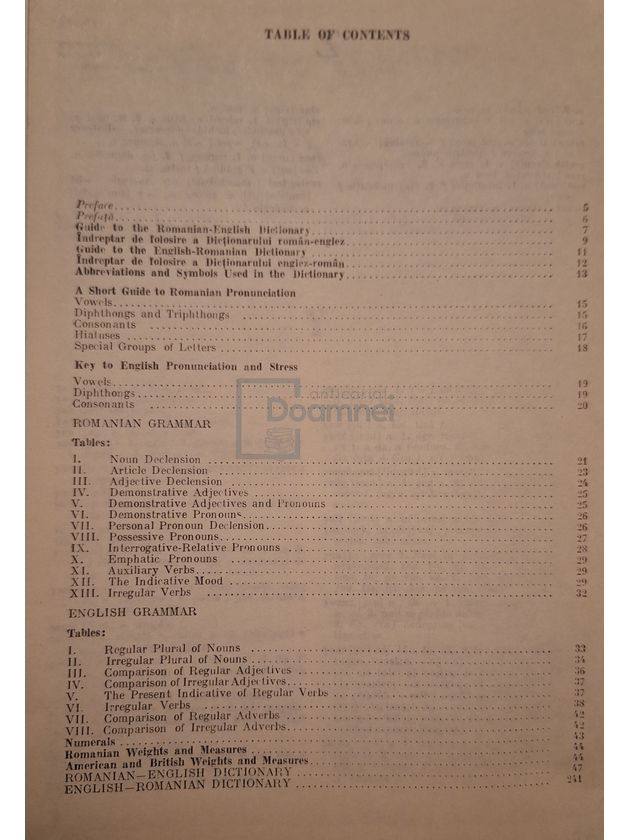 TABLE OF CONTENTS
Preface 5
Prefață 6
Guide to the Romanian-English Dictionary 7
Îndreptar de folosire a Dicționarului român-englez 9
Guide to the English-Romanian Dictionary 11
Îndreptar de folosire a Dicționarului englez-român 12
Abbreviations and Symbols Used in the Dictionary 13
A Short Guide to Romanian Pronunciation
Vowels 15
Diphthongs and Triphthongs 15
Consonants 16
Hiatuses 17
Special Groups of Letters 18
Key to English Pronunciation and Stress
Vowels 19
Diphthongs 19
Consonants 20
anticariat
Doamnei
ROMANIAN GRAMMAR
Tables:
I. Noun Declension 21
II. Article Declension 23
III. Adjective Declension 24
IV. Demonstrative Adjectives 25
V. Demonstrative Adjectives and Pronouns 25
VI. Demonstrative Pronouns 26
VII. Personal Pronoun Declension 26
VIII. Possessive Pronouns 27
IX. Interrogative-Relative Pronouns 28
X. Emphatic Pronouns 29
XI. Auxiliary Verbs 29
XII. The Indicative Mood 29
XIII. Irregular Verbs 32
ENGLISH GRAMMAR
Tables:
I. Regular Plural of Nouns 33
II. Irregular Plural of Nouns 34
III. Comparison of Regular Adjectives 36
IV. Comparison of Irregular Adjectives 37
V. The Present Indicative of Regular Verbs 37
VI. Irregular Verbs 38
VII. Comparison of Regular Adverbs 42
VIII. Comparison of Irregular Adverbs 42
Numerals 43
Romanian Weights and Measures 44
American and British Weights and Measures 44
ROMANIAN—ENGLISH DICTIONARY 47
ENGLISH—ROMANIAN DICTIONARY 241